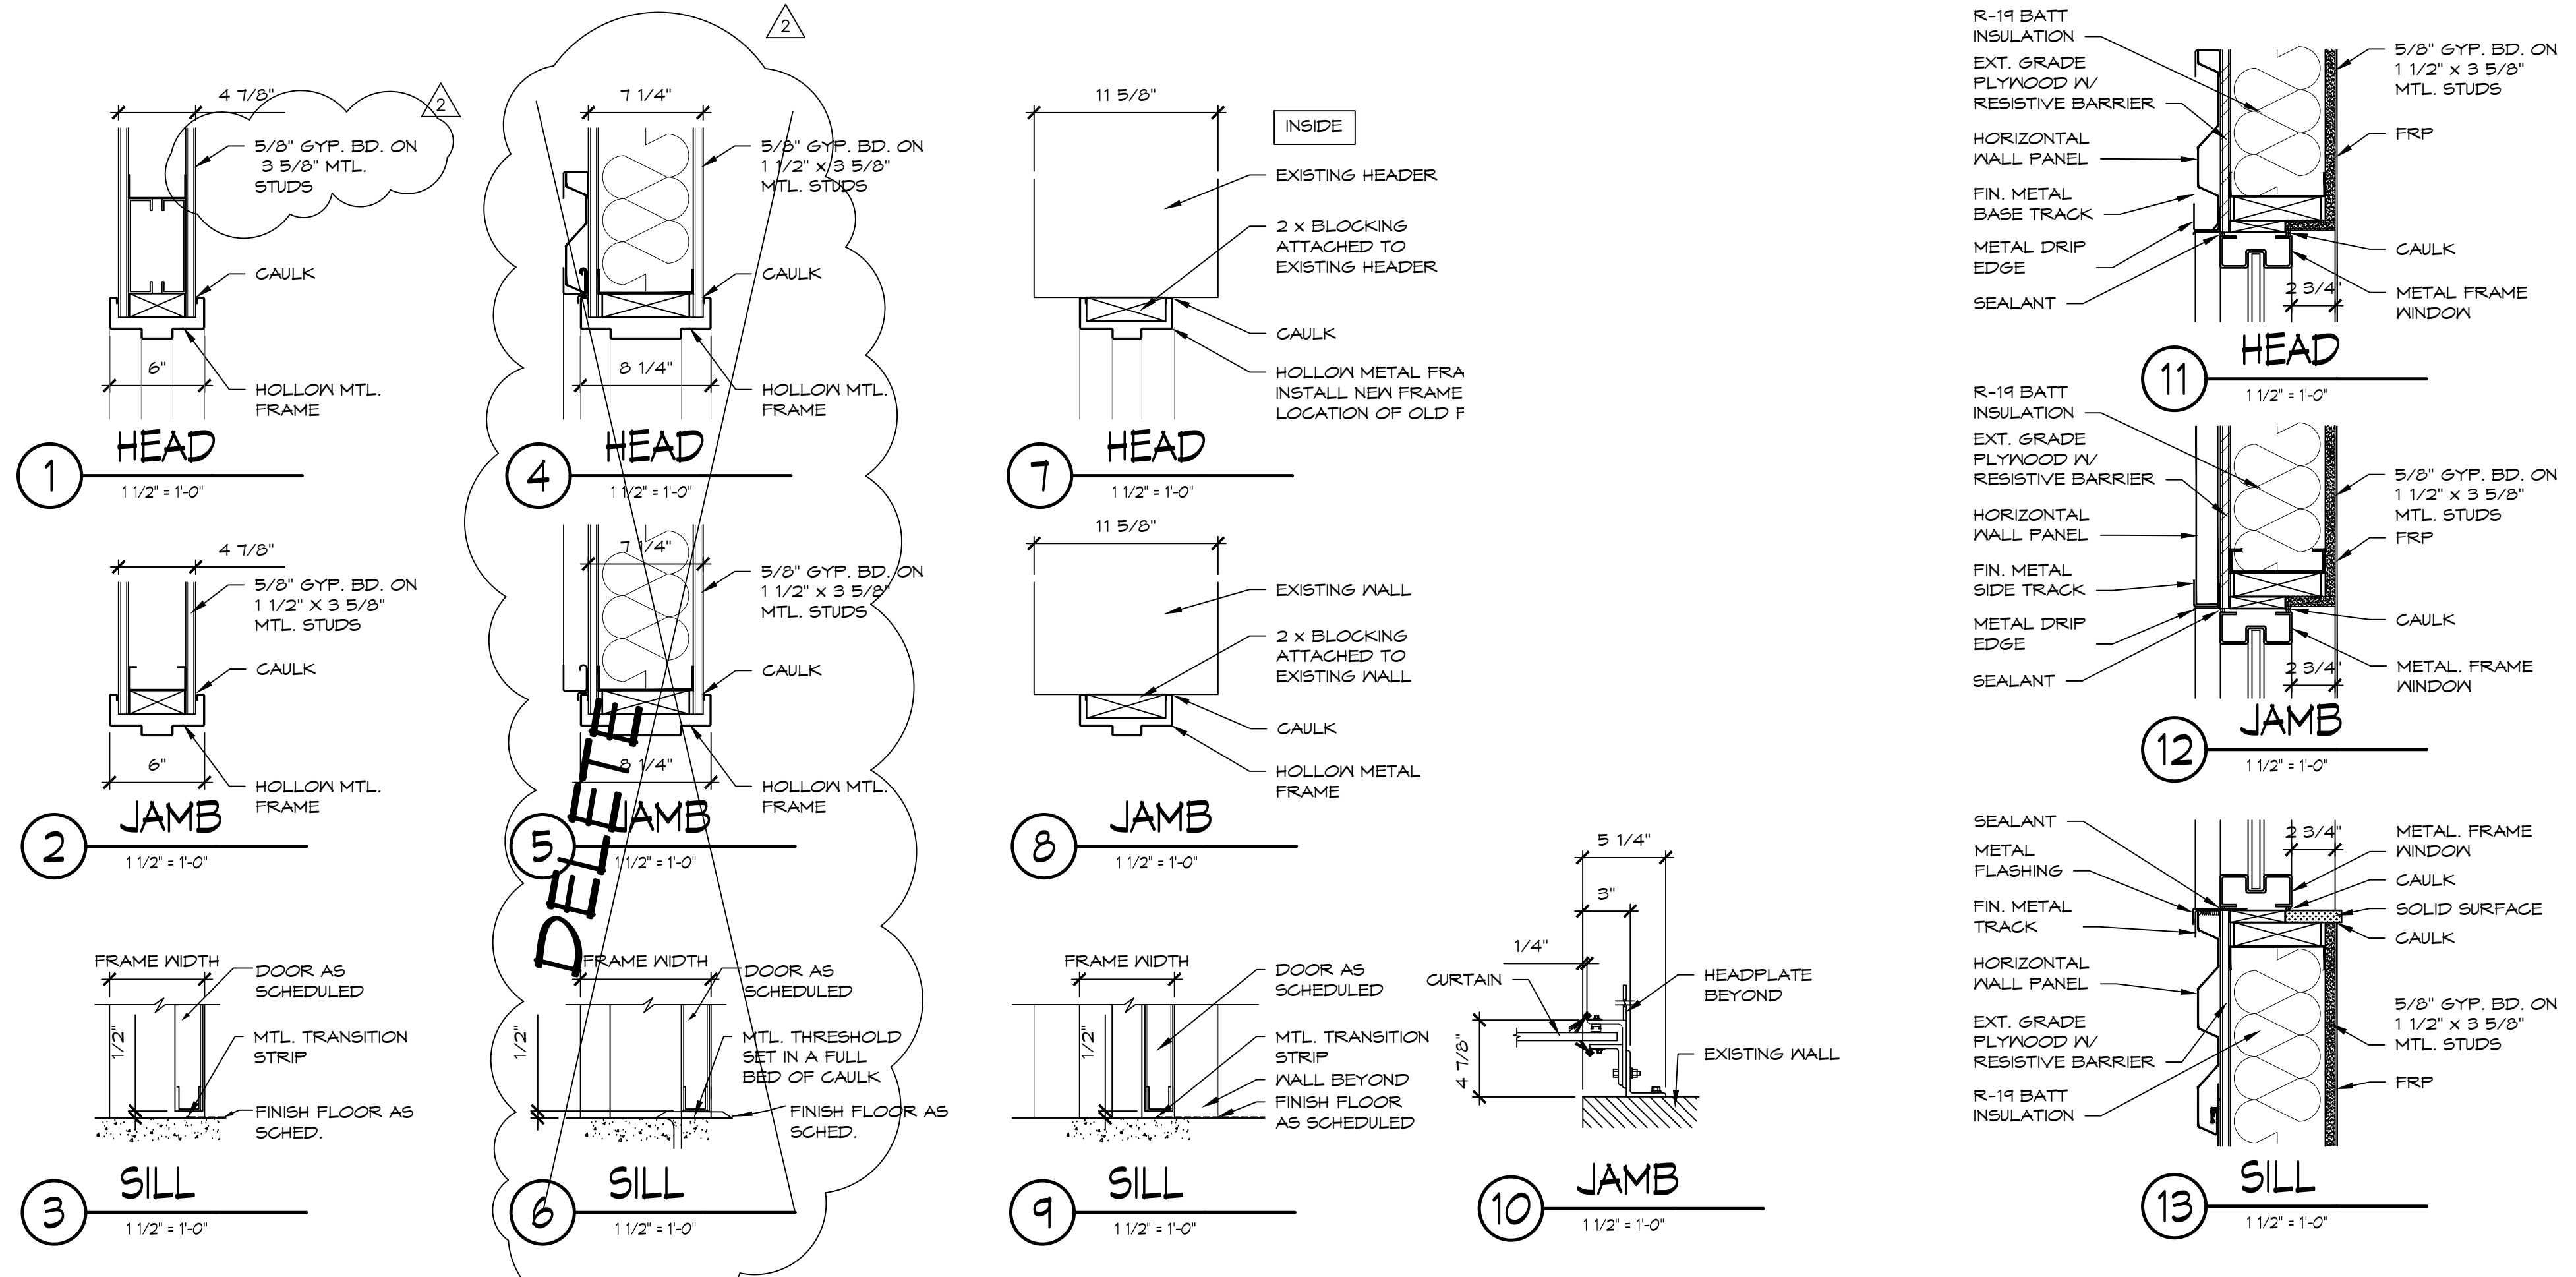 2
4 7/8"
5/8" GYP. BD. ON
3 5/8" MTL.
STUDS
CAULK
6"
HOLLOW MTL.
FRAME
HEAD
1
1 1/2" = 1'-0"
4 7/8"
5/8" GYP. BD. ON
1 1/2" X 3 5/8"
MTL. STUDS
CAULK
6"
HOLLOW MTL.
FRAME
JAMB
2
1 1/2" = 1'-0"
FRAME WIDTH
DOOR AS
SCHEDULED
1/2"
MTL. TRANSITION
STRIP
FINISH FLOOR AS
SCHED.
SILL
3
1 1/2" = 1'-0"
2
7 1/4"
5/8" GYP. BD. ON
1 1/2" X 3 5/8"
MTL. STUDS
CAULK
8 1/4"
HOLLOW MTL.
FRAME
HEAD
4
1 1/2" = 1'-0"
7 1/4"
5/8" GYP. BD. ON
1 1/2" X 3 5/8"
MTL. STUDS
CAULK
8 1/4"
HOLLOW MTL.
FRAME
JAMB
5
1 1/2" = 1'-0"
DELETE
FRAME WIDTH
DOOR AS
SCHEDULED
1/2"
MTL. THRESHOLD
SET IN A FULL
BED OF CAULK
FINISH FLOOR AS
SCHED.
SILL
6
1 1/2" = 1'-0"
11 5/8"
INSIDE
EXISTING HEADER
2 x BLOCKING
ATTACHED TO
EXISTING HEADER
CAULK
HOLLOW METAL FRA
INSTALL NEW FRAME
LOCATION OF OLD F
HEAD
7
1 1/2" = 1'-0"
11 5/8"
EXISTING WALL
2 x BLOCKING
ATTACHED TO
EXISTING WALL
CAULK
HOLLOW METAL
FRAME
JAMB
8
1 1/2" = 1'-0"
FRAME WIDTH
DOOR AS
SCHEDULED
1/2"
MTL. TRANSITION
STRIP
WALL BEYOND
FINISH FLOOR
AS SCHEDULED
SILL
9
1 1/2" = 1'-0"
5 1/4"
3"
1/4"
CURTAIN
HEADPLATE
BEYOND
4 7/8"
EXISTING WALL
JAMB
10
1 1/2" = 1'-0"
R-19 BATT
INSULATION
EXT. GRADE
PLYWOOD W/
RESISTIVE BARRIER
HORIZONTAL
WALL PANEL
FIN. METAL
BASE TRACK
METAL DRIP
EDGE
SEALANT
5/8" GYP. BD. ON
1 1/2" x 3 5/8"
MTL. STUDS
FRP
CAULK
2 3/4"
METAL FRAME
WINDOW
HEAD
11
1 1/2" = 1'-0"
R-19 BATT
INSULATION
EXT. GRADE
PLYWOOD W/
RESISTIVE BARRIER
HORIZONTAL
WALL PANEL
FIN. METAL
SIDE TRACK
METAL DRIP
EDGE
SEALANT
5/8" GYP. BD. ON
1 1/2" x 3 5/8"
MTL. STUDS
FRP
CAULK
2 3/4"
METAL. FRAME
WINDOW
JAMB
12
1 1/2" = 1'-0"
SEALANT
METAL
FLASHING
FIN. METAL
TRACK
HORIZONTAL
WALL PANEL
EXT. GRADE
PLYWOOD W/
RESISTIVE BARRIER
R-19 BATT
INSULATION
2 3/4"
METAL. FRAME
WINDOW
CAULK
SOLID SURFACE
CAULK
5/8" GYP. BD. ON
1 1/2" x 3 5/8"
MTL. STUDS
FRP
SILL
13
1 1/2" = 1'-0"